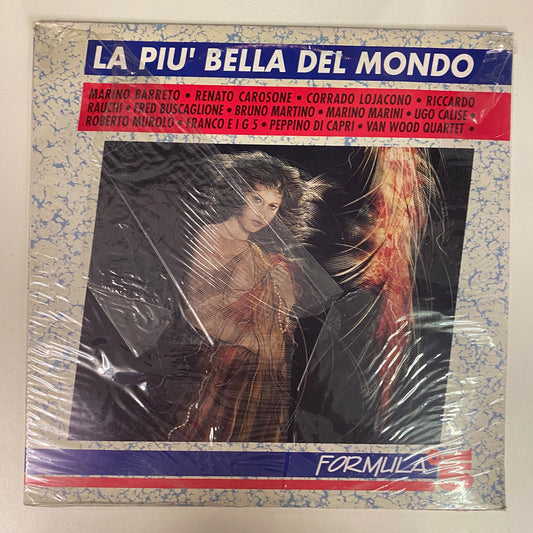 LA PIU' BELLA DEL MONDO
MARINO BARRETO • RENATO CAROSONE • CORRADO LOJACONO • RICCARDO
RAUCHI • FRED BUSCAGLIONE • BRUNO MARTINO • MARINO MARINI • UGO CALISE •
ROBERTO MUROLO • FRANCO E I G 5 • PEPPINO DI CAPRI • VAN WOOD QUARTET •
FORMULA